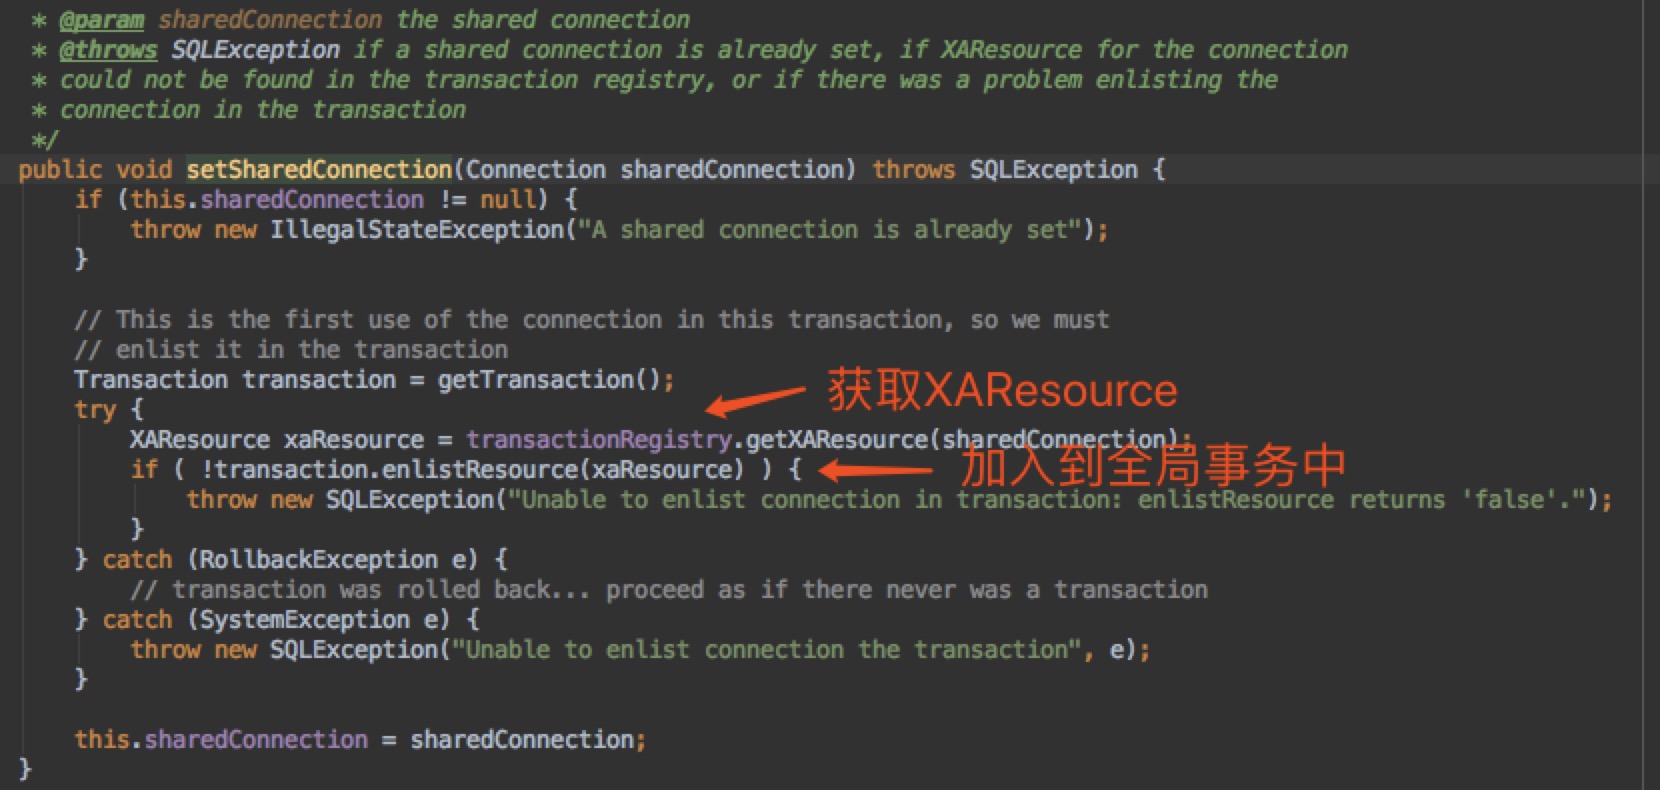 * @param sharedConnection the shared connection
* @throws SQLException if a shared connection is already set, if XAResource for the connection
* could not be found in the transaction registry, or if there was a problem enlisting the
* connection in the transaction
*/
public void setSharedConnection(Connection sharedConnection) throws SQLException {
if (this.sharedConnection != null) {
throw new IllegalStateException("A shared connection is already set");
}
// This is the first use of the connection in this transaction, so we must
// enlist it in the transaction
Transaction transaction = getTransaction();
获取XAResource
try {
XAResource xaResource = transactionRegistry.getXAResource(sharedConnection);
if ( !transaction.enlistResource(xaResource) ) {
加入到全局事务中
throw new SQLException("Unable to enlist connection in transaction: enlistResource returns 'false'.");
}
} catch (RollbackException e) {
// transaction was rolled back... proceed as if there never was a transaction
} catch (SystemException e) {
throw new SQLException("Unable to enlist connection the transaction", e);
}
this.sharedConnection = sharedConnection;
}